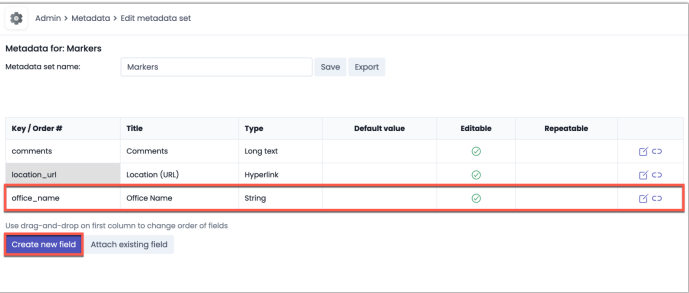 Admin > Metadata > Edit metadata set
Metadata for: Markers
Metadata set name: Markers Save Export
Key / Order # Title Type Default value Editable Repeatable
comments Comments Long text
location_url Location (URL) Hyperlink
office_name Office Name String
Use drag-and-drop on first column to change order of fields
Create new field Attach existing field